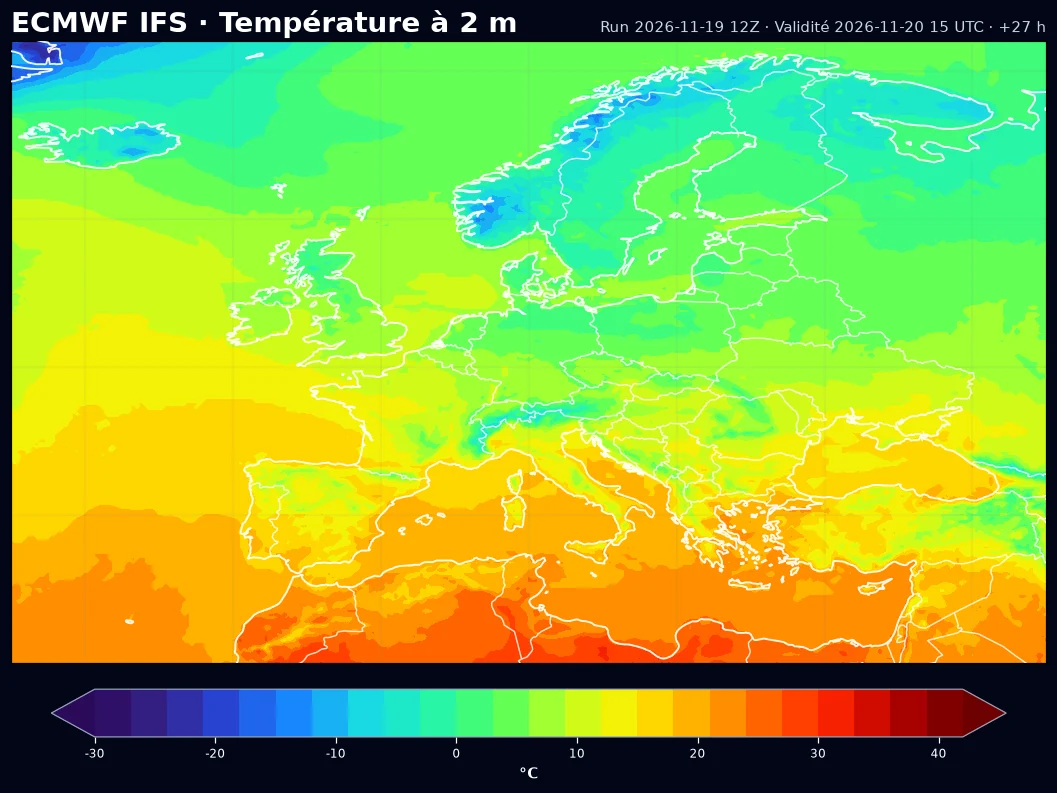 ECMWF IFS · Température à 2 m
Run 2026-11-19 12Z · Validité 2026-11-20 15 UTC · +27 h
-30 -20 -10 0 10 20 30 40
°C